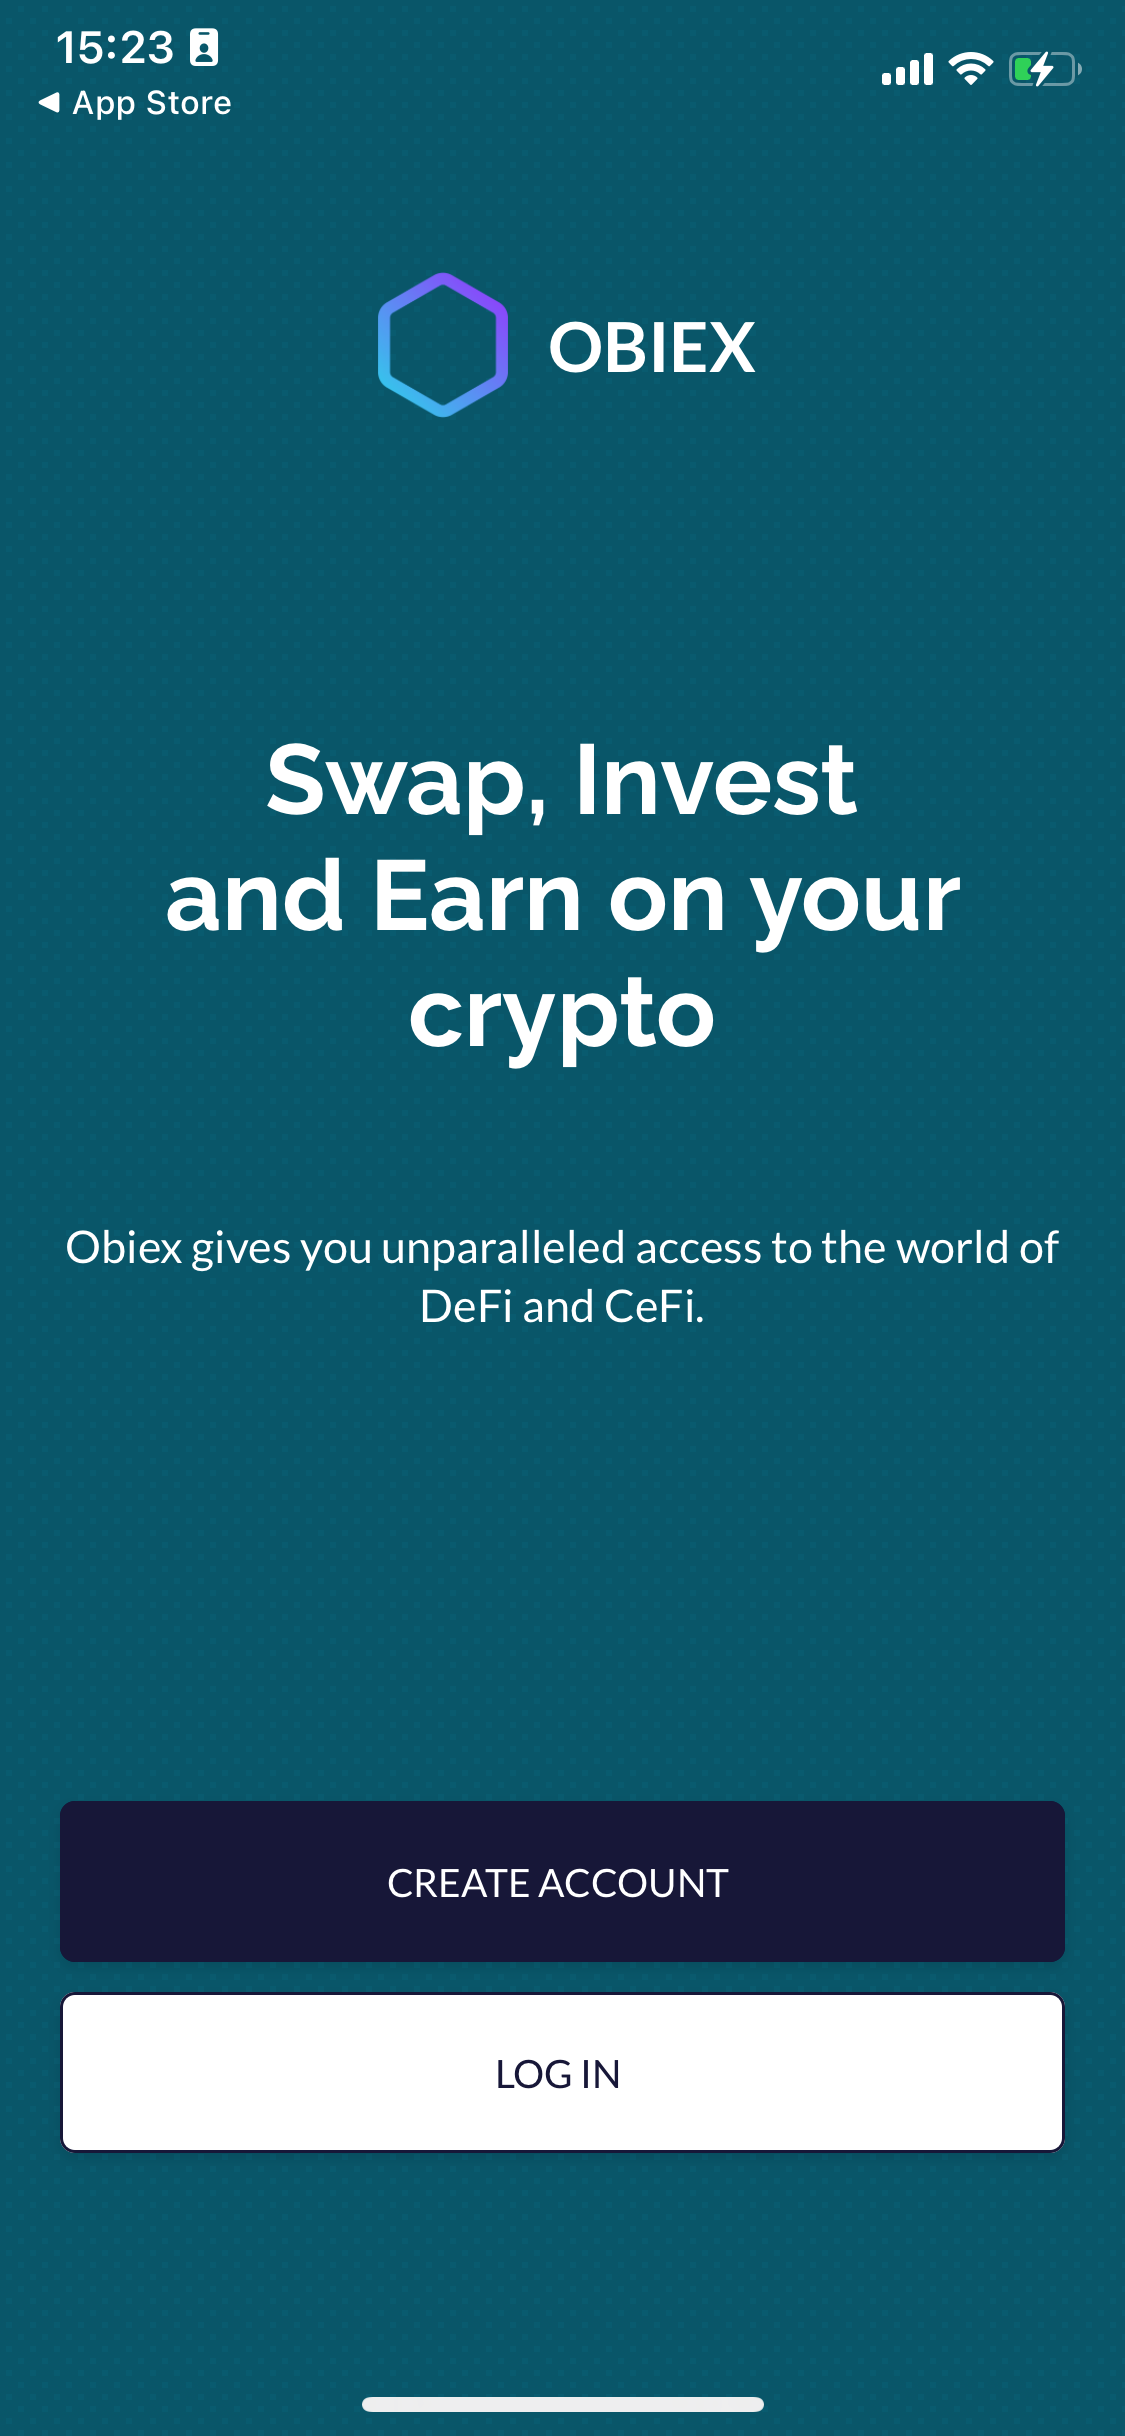 15:23
App Store
OBIEX
Swap, Invest
and Earn on your
crypto
Obiex gives you unparalleled access to the world of
DeFi and CeFi.
CREATE ACCOUNT
LOG IN